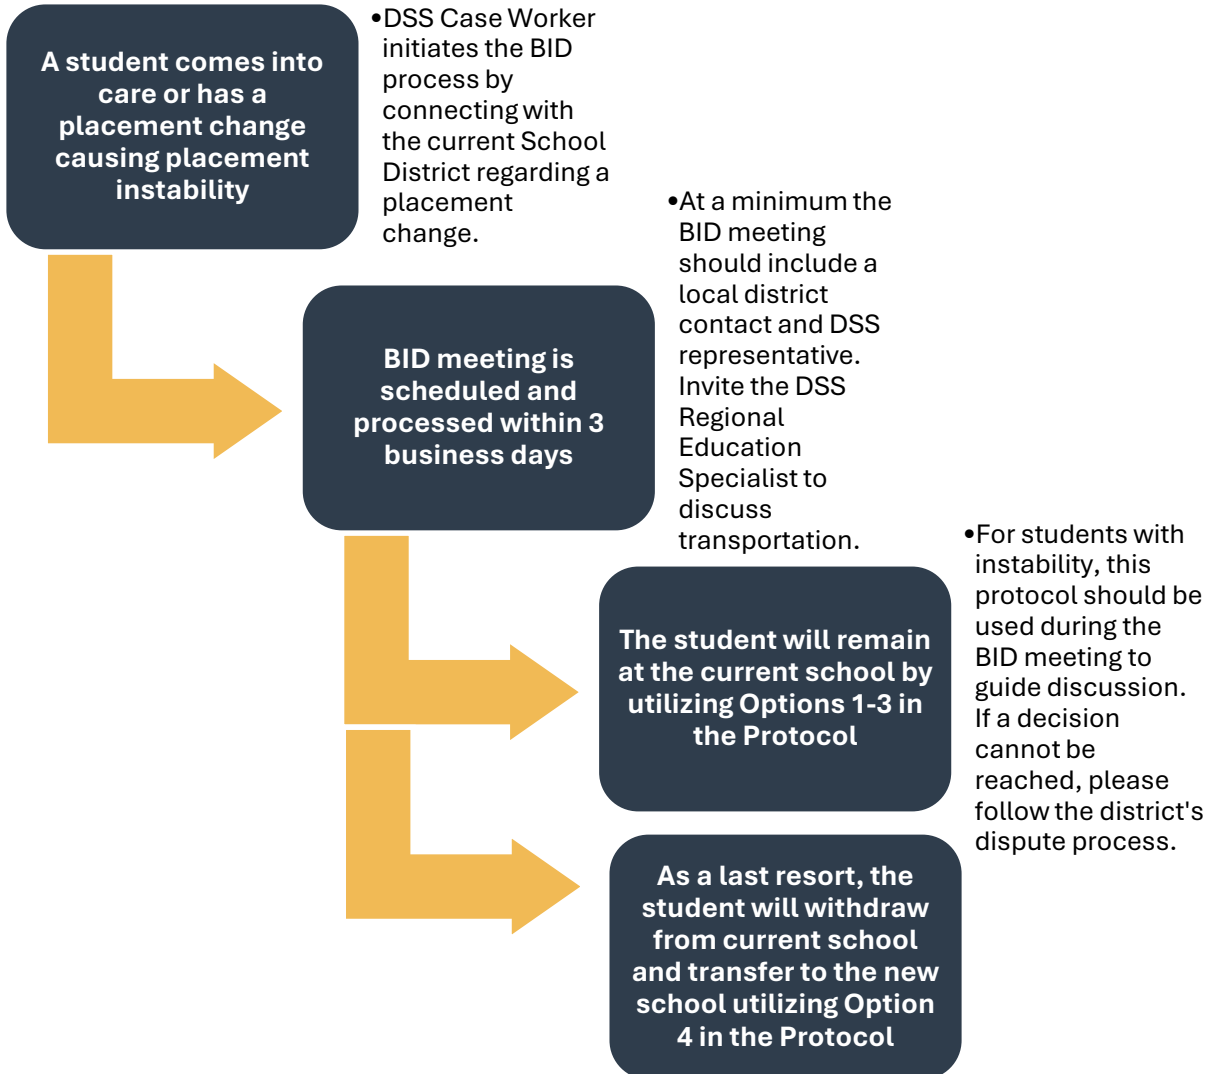 A student comes into
care or has a
placement change
causing placement
instability
•DSS Case Worker
initiates the BID
process by
connecting with
the current School
District regarding a
placement
change.
BID meeting is
scheduled and
processed within 3
business days
•At a minimum the
BID meeting
should include a
local district
contact and DSS
representative.
Invite the DSS
Regional
Education
Specialist to
discuss
transportation.
The student will remain
at the current school by
utilizing Options 1-3 in
the Protocol
•For students with
instability, this
protocol should be
used during the
BID meeting to
guide discussion.
If a decision
cannot be
reached, please
follow the district's
dispute process.
As a last resort, the
student will withdraw
from current school
and transfer to the new
school utilizing Option
4 in the Protocol